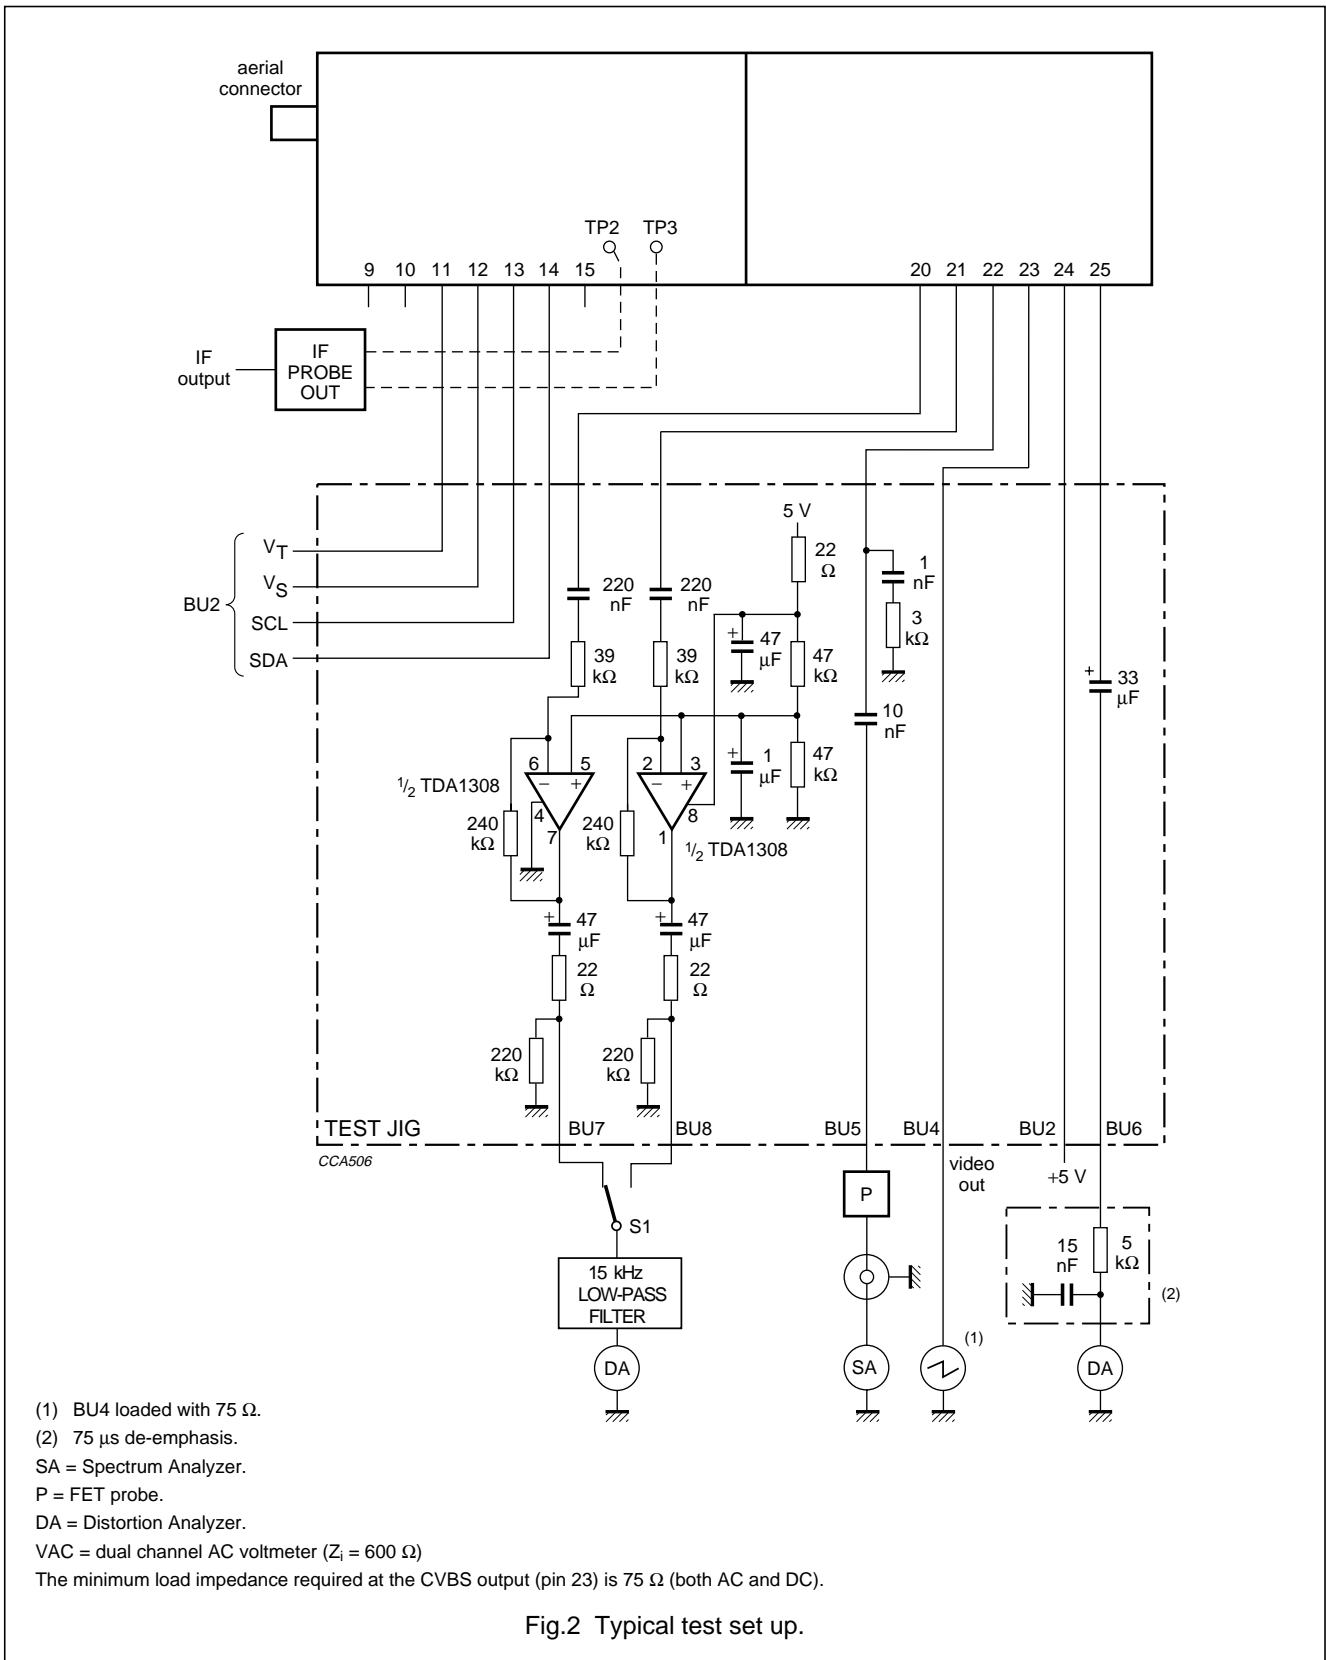 aerial
connector
TP2 TP3
9 10 11 12 13 14 15 20 21 22 23 24 25
IF
output
IF
PROBE
OUT
5 V
22
Ω
1
nF
3
kΩ
BU2
VT
VS
SCL
SDA
220
nF
220
nF
39
kΩ
39
kΩ
+
47
μF
47
kΩ
+
33
μF
10
nF
+
1
μF
47
kΩ
1/2 TDA1308
6 5
− +
4
7
2 3
− +
8
1
1/2 TDA1308
240
kΩ
240
kΩ
+
47
μF
+
47
μF
22
Ω
22
Ω
220
kΩ
220
kΩ
TEST JIG BU7 BU8 BU5 BU4 BU2 BU6
CCA506
video
out
+5 V
P
S1
15 kHz
LOW-PASS
FILTER
15
nF
5
kΩ
(2)
(1)
DA SA DA
(1) BU4 loaded with 75 Ω.
(2) 75 μs de-emphasis.
SA = Spectrum Analyzer.
P = FET probe.
DA = Distortion Analyzer.
VAC = dual channel AC voltmeter (Zi = 600 Ω)
The minimum load impedance required at the CVBS output (pin 23) is 75 Ω (both AC and DC).
Fig.2 Typical test set up.